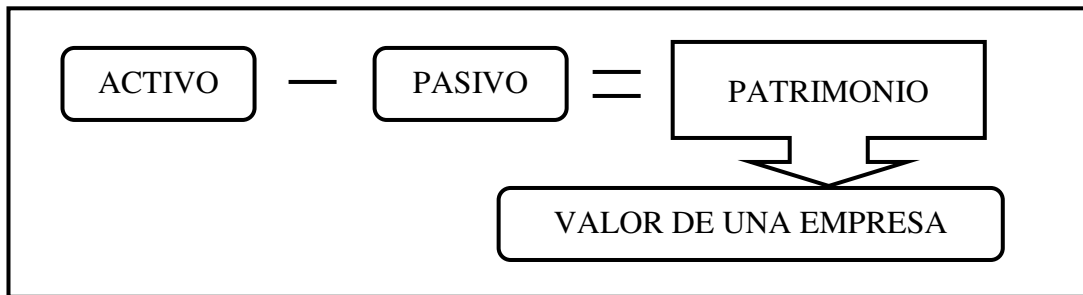 ACTIVO — PASIVO = PATRIMONIO
VALOR DE UNA EMPRESA